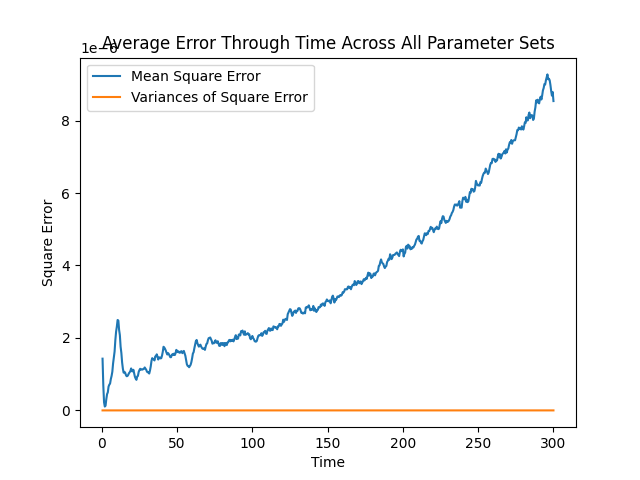 Average Error Through Time Across All Parameter Sets
1e−6
Mean Square Error
Variances of Square Error
8
6
4
2
0
Square Error
0 50 100 150 200 250 300
Time